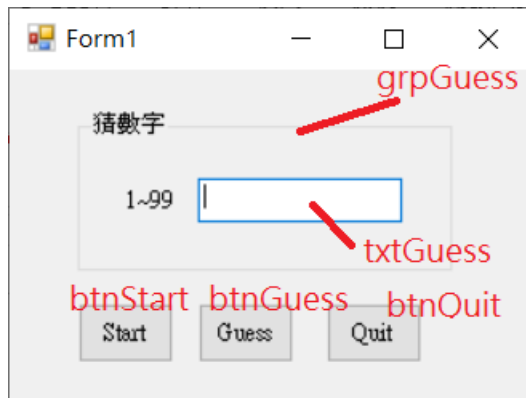 Form1
grpGuess
猜數字
1~99
txtGuess
btnStart btnGuess btnQuit
Start Guess Quit